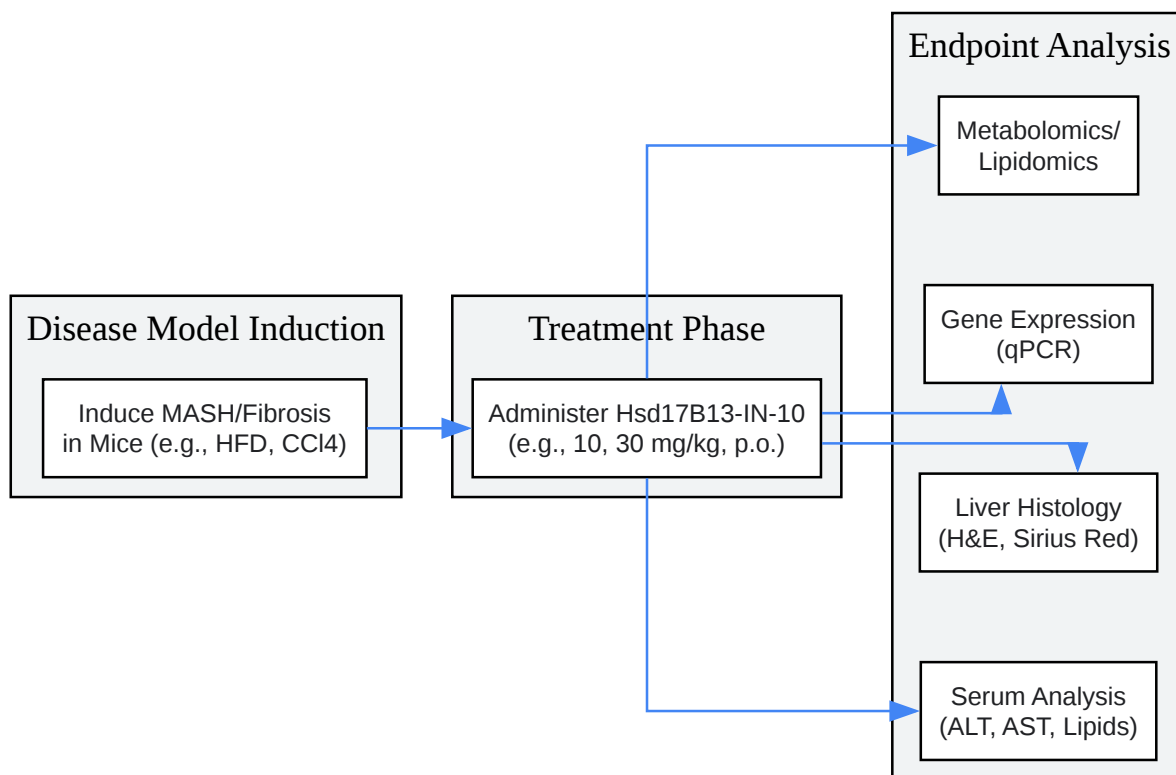 Disease Model Induction
Induce MASH/Fibrosis
in Mice (e.g., HFD, CCl4)
Treatment Phase
Administer Hsd17B13-IN-10
(e.g., 10, 30 mg/kg, p.o.)
Endpoint Analysis
Metabolomics/
Lipidomics
Gene Expression
(qPCR)
Liver Histology
(H&E, Sirius Red)
Serum Analysis
(ALT, AST, Lipids)